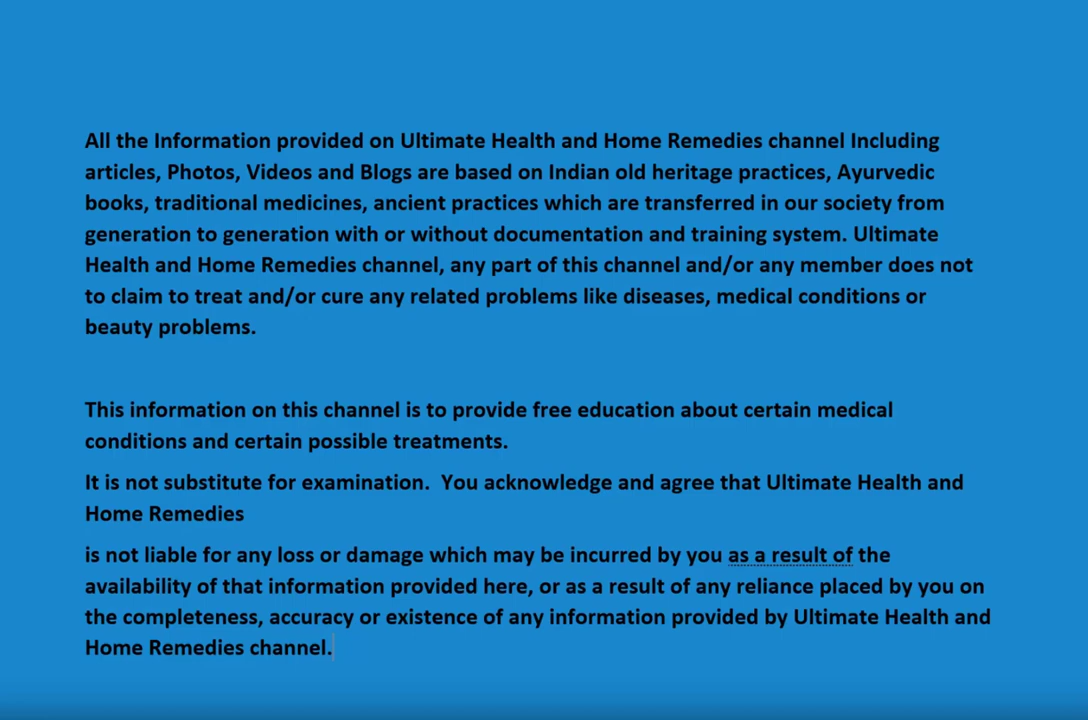 All the Information provided on Ultimate Health and Home Remedies channel Including
articles, Photos, Videos and Blogs are based on Indian old heritage practices, Ayurvedic
books, traditional medicines, ancient practices which are transferred in our society from
generation to generation with or without documentation and training system. Ultimate
Health and Home Remedies channel, any part of this channel and/or any member does not
to claim to treat and/or cure any related problems like diseases, medical conditions or
beauty problems.
This information on this channel is to provide free education about certain medical
conditions and certain possible treatments.
It is not substitute for examination.  You acknowledge and agree that Ultimate Health and
Home Remedies
is not liable for any loss or damage which may be incurred by you as a result of the
availability of that information provided here, or as a result of any reliance placed by you on
the completeness, accuracy or existence of any information provided by Ultimate Health and
Home Remedies channel.